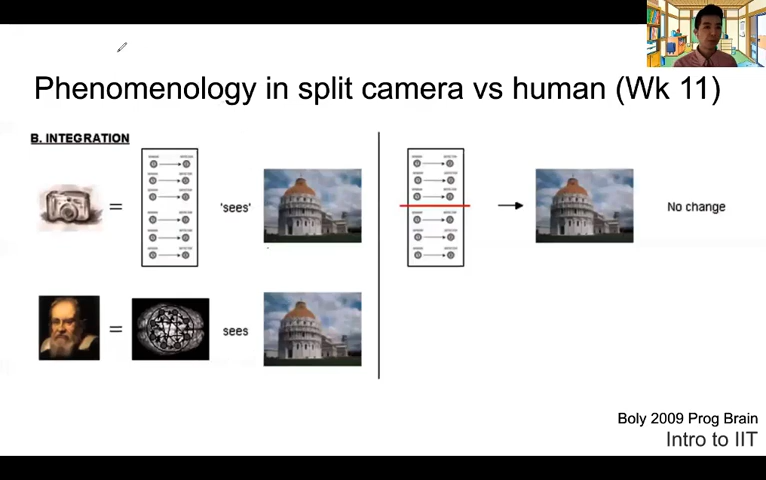 Phenomenology in split camera vs human (Wk 11)
B. INTEGRATION
=
'sees'
No change
=
sees
Boly 2009 Prog Brain
Intro to IIT